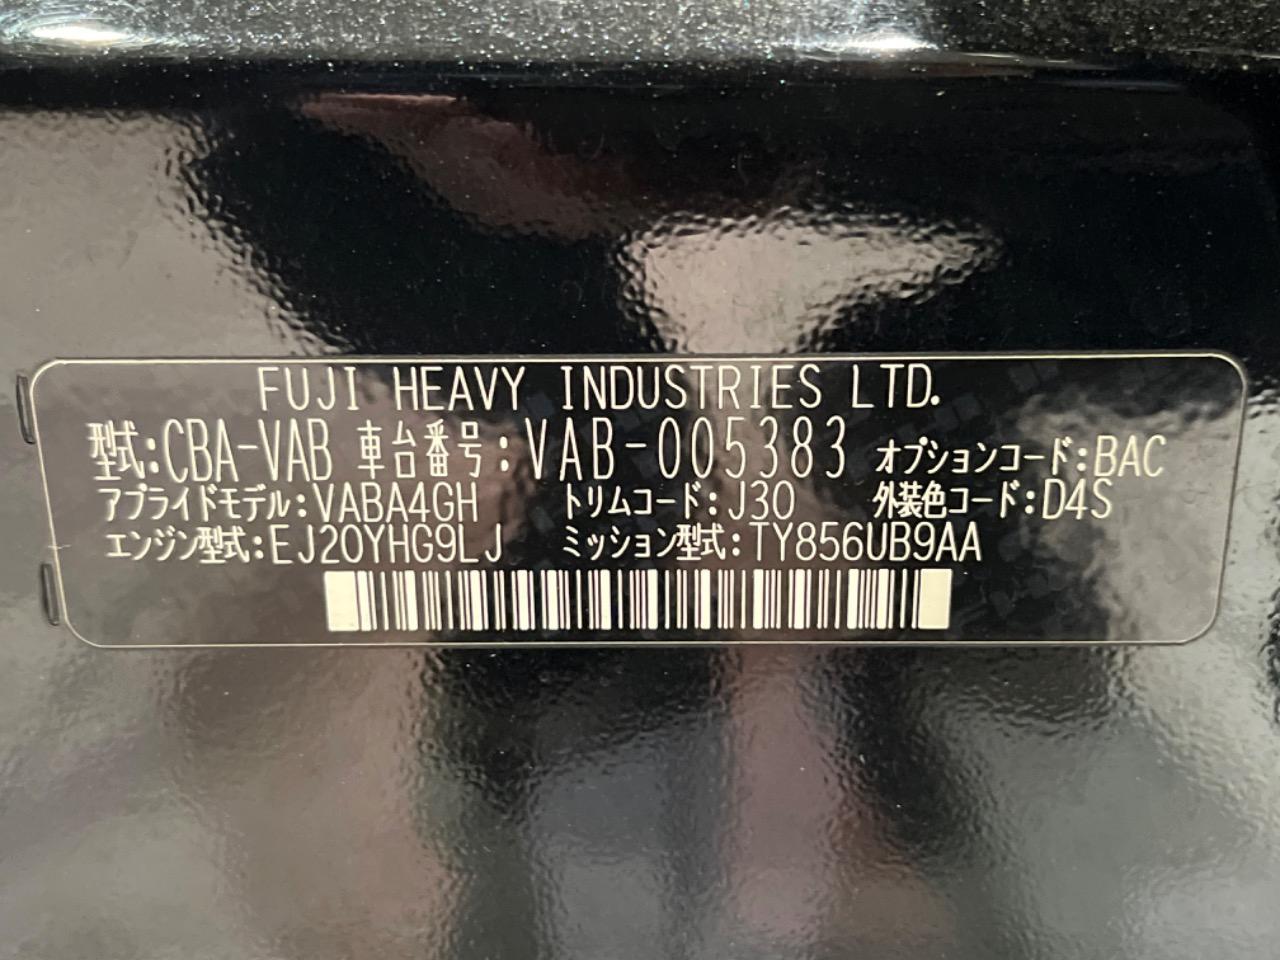 FUJI HEAVY INDUSTRIES LTD.
型式:CBA-VAB 車台番号:VAB-005383 オプションコード:BAC
アプライドモデル:VABA4GH トリムコード:J30 外装色コード:D4S
エンジン型式:EJ20YHG9LJ ミッション型式:TY856UB9AA